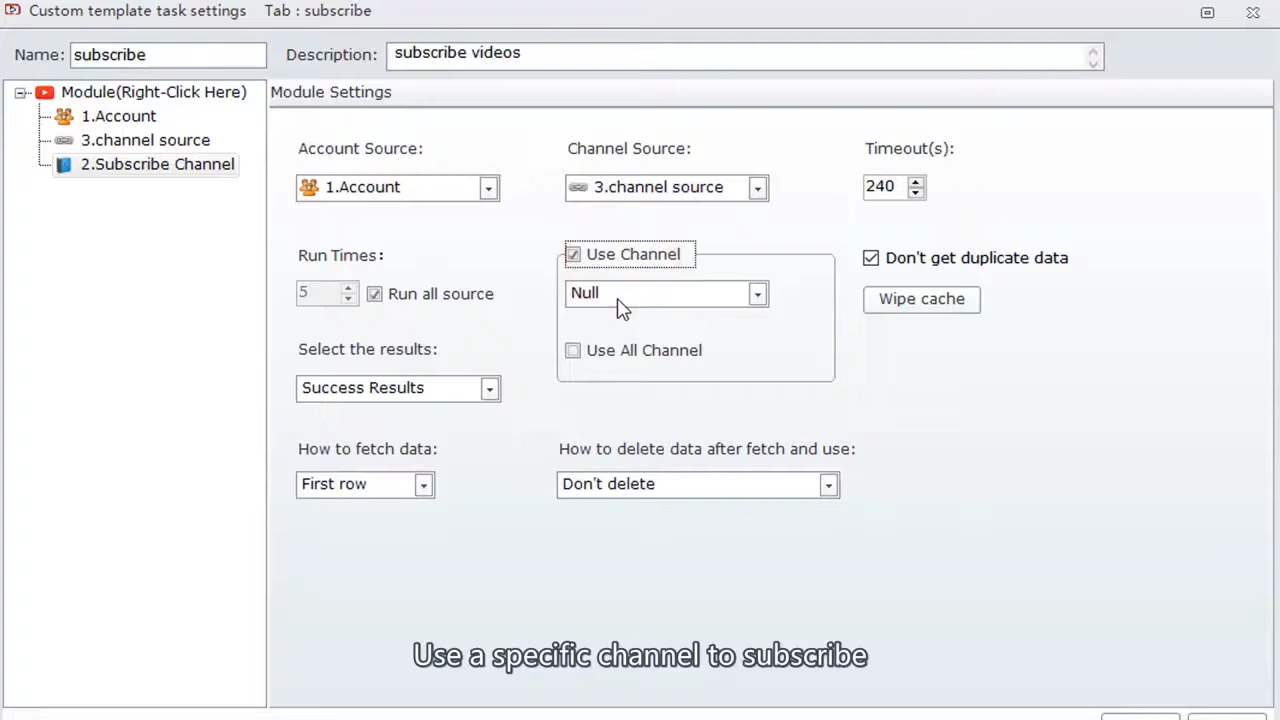 Custom template task settings Tab : subscribe
Name: subscribe Description: subscribe videos
Module(Right-Click Here)
1.Account
3.channel source
2.Subscribe Channel
Module Settings
Account Source: Channel Source: Timeout(s):
1.Account 3.channel source 240
Run Times: Use Channel Don't get duplicate data
5 Run all source Null Wipe cache
Select the results: Use All Channel
Success Results
How to fetch data: How to delete data after fetch and use:
First row Don't delete
Use a specific channel to subscribe